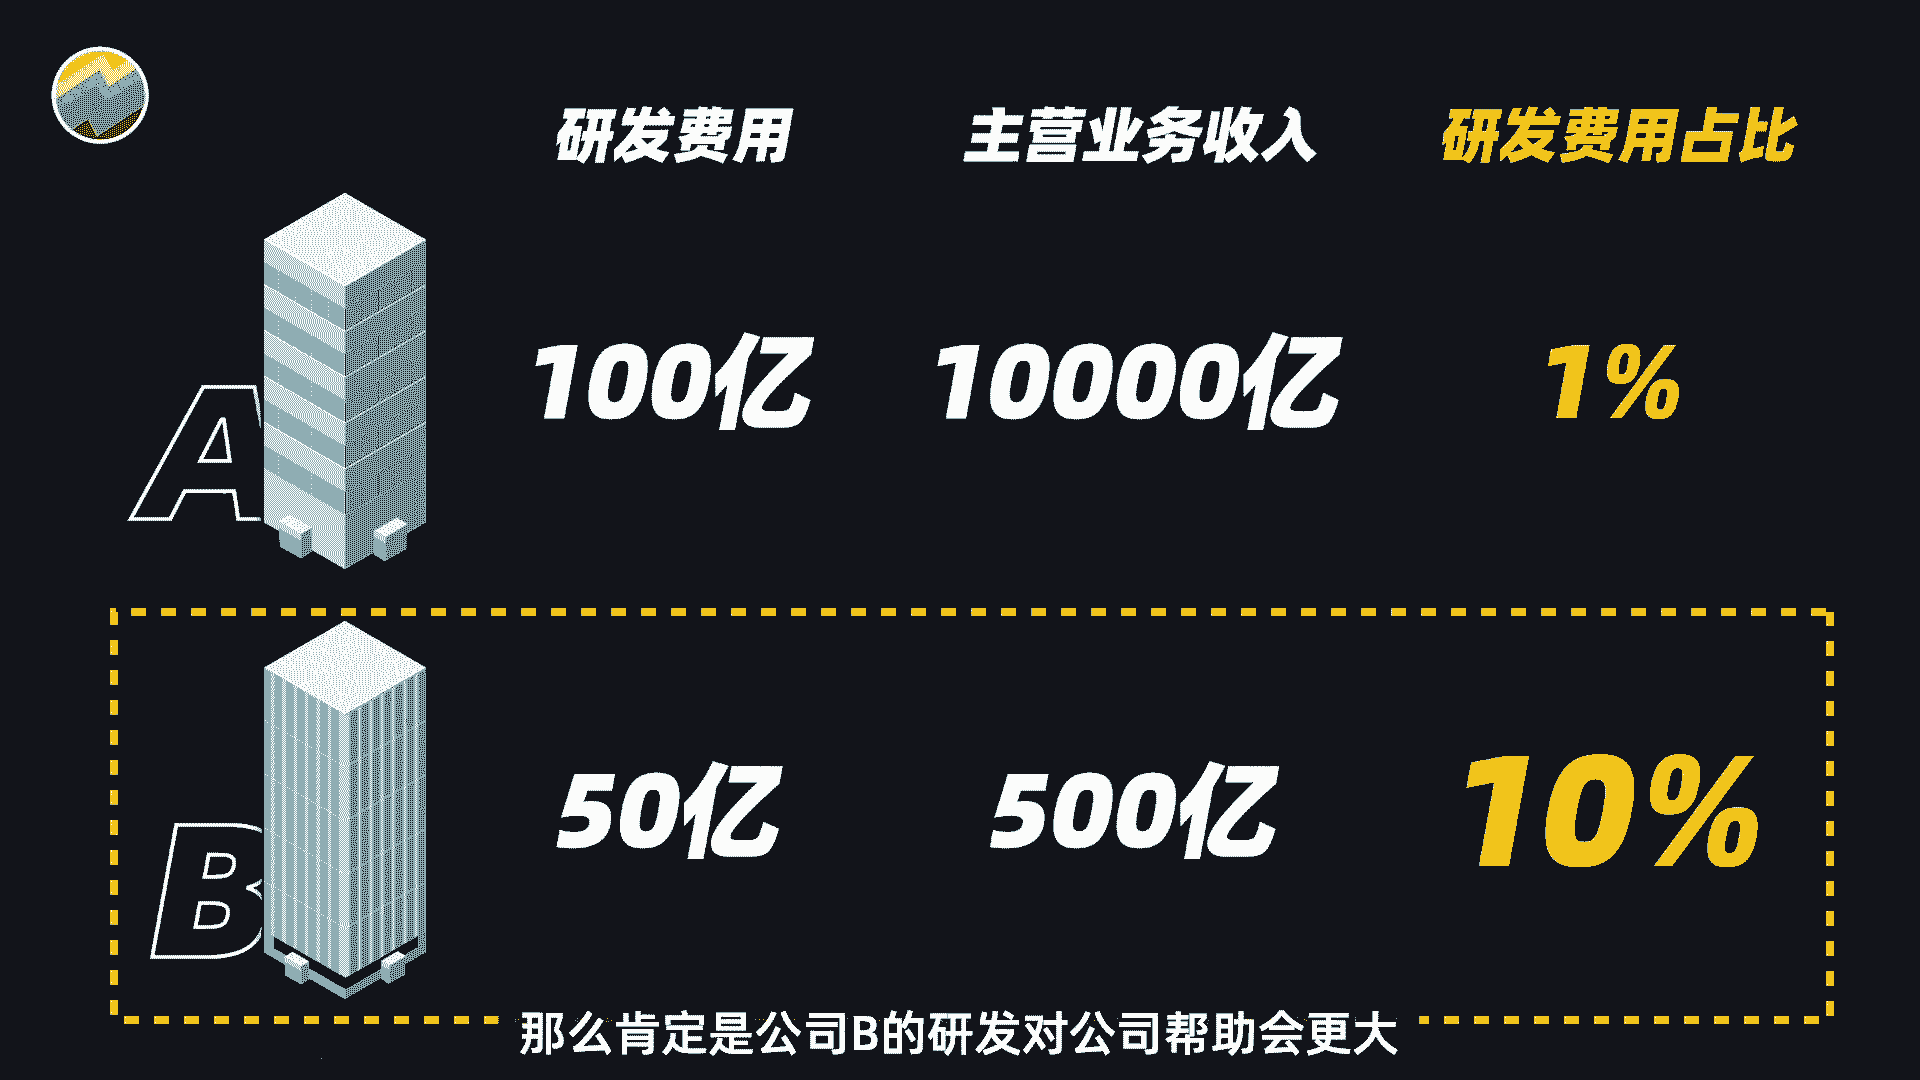 研发费用 主营业务收入 研发费用占比
A 100亿 10000亿 1%
B 50亿 500亿 10%
那么肯定是公司B的研发对公司帮助会更大